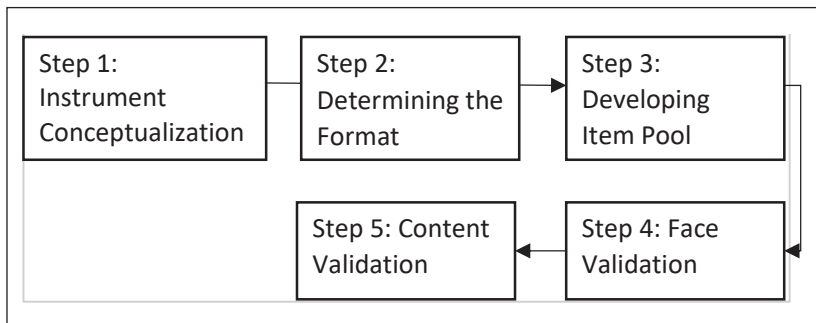 Step 1:
Instrument
Conceptualization
Step 2:
Determining the
Format
Step 3:
Developing
Item Pool
Step 4: Face
Validation
Step 5: Content
Validation